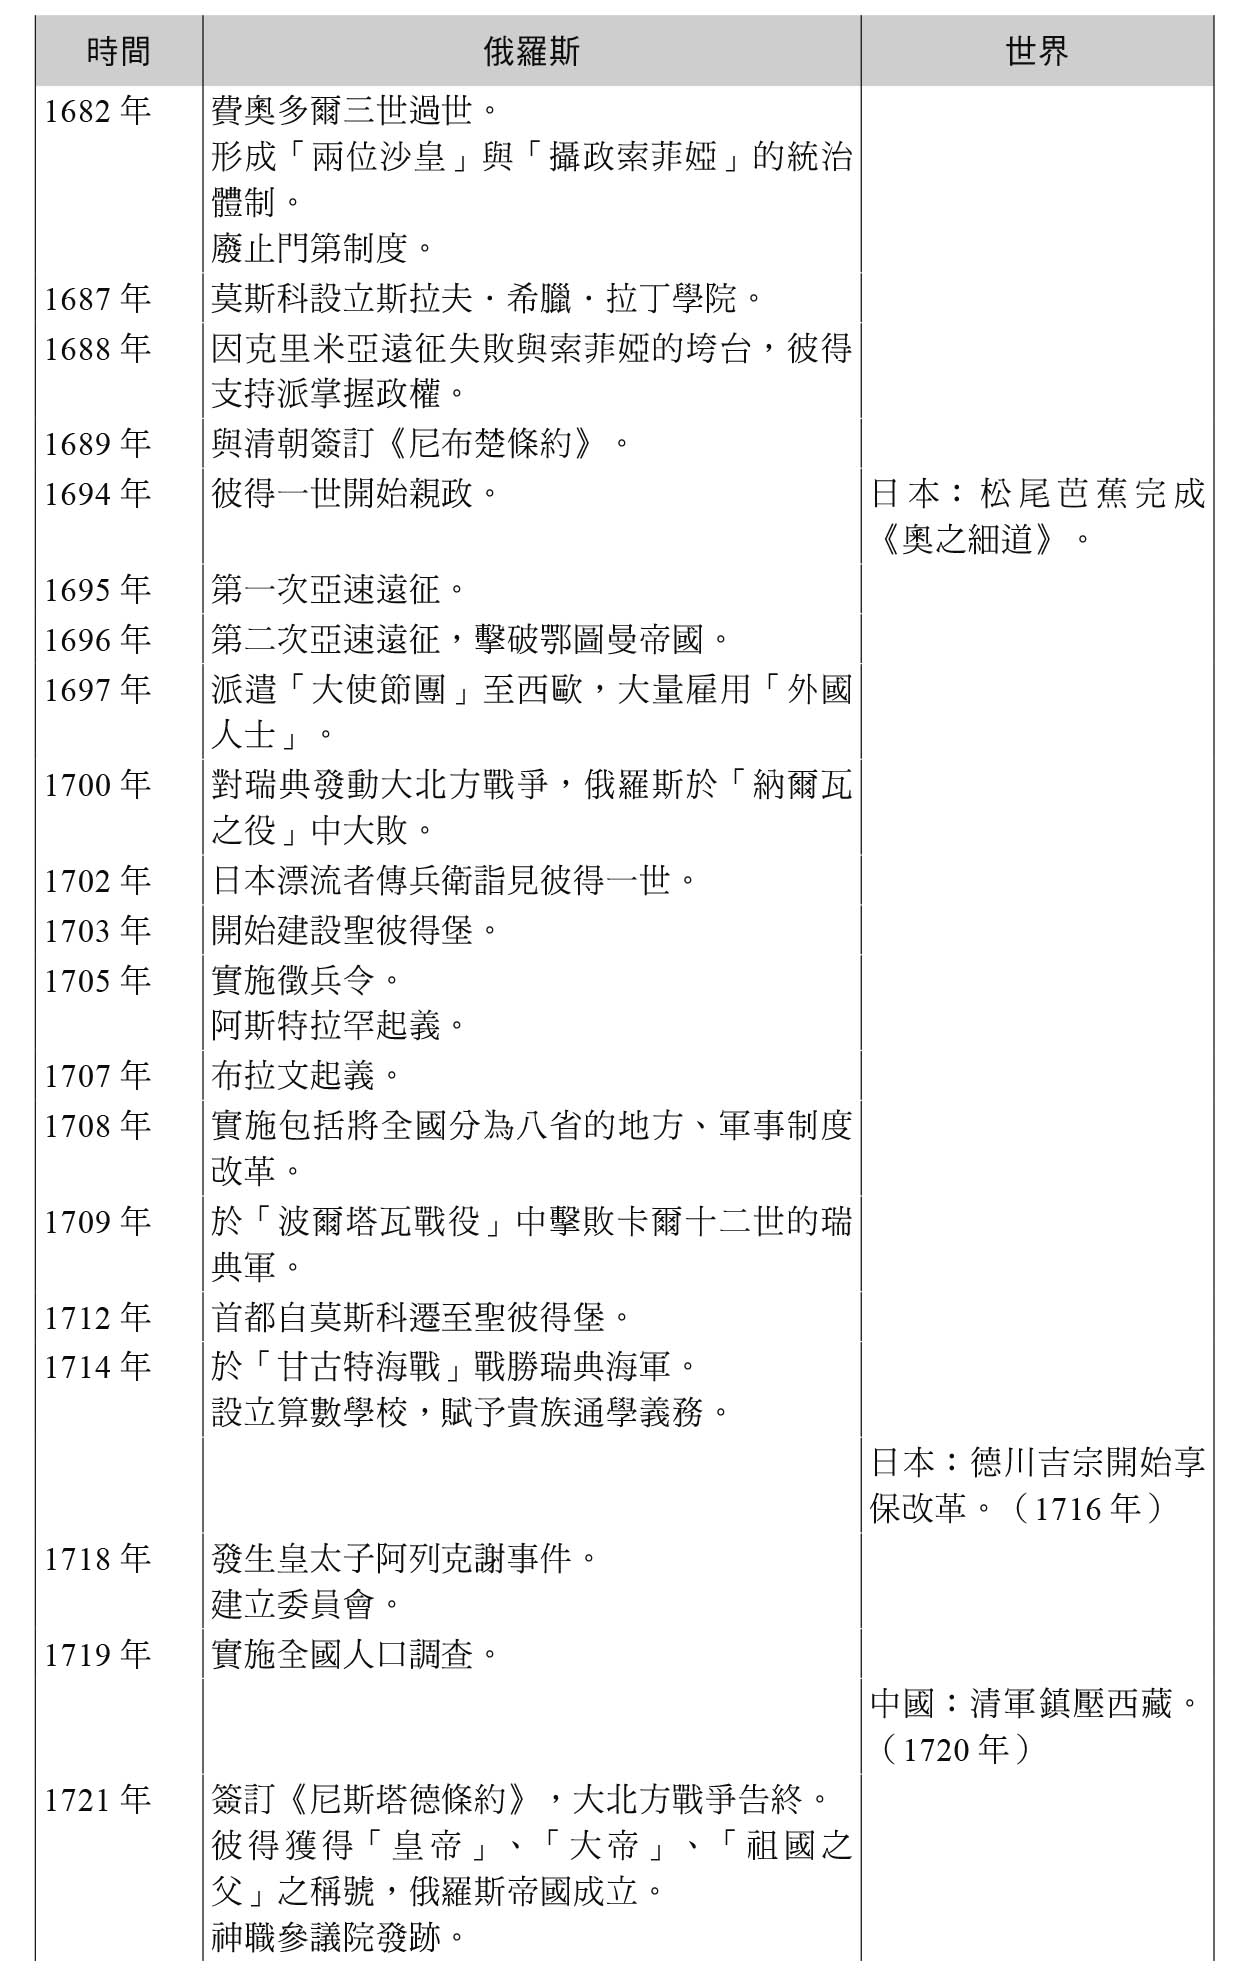 時間 俄羅斯 世界
1682 年 費奧多爾三世過世。
形成「兩位沙皇」與「攝政索菲婭」的統治
體制。
廢止門第制度。
1687 年 莫斯科設立斯拉夫·希臘·拉丁學院。
1688 年 因克里米亞遠征失敗與索菲婭的垮台，彼得
支持派掌握政權。
1689 年 與清朝簽訂《尼布楚條約》。
1694 年 彼得一世開始親政。 日本：松尾芭蕉完成
《奧之細道》。
1695 年 第一次亞速遠征。
1696 年 第二次亞速遠征，擊破鄂圖曼帝國。
1697 年 派遣「大使節團」至西歐，大量雇用「外國
人士」。
1700 年 對瑞典發動大北方戰爭，俄羅斯於「納爾瓦
之役」中大敗。
1702 年 日本漂流者傳兵衛詣見彼得一世。
1703 年 開始建設聖彼得堡。
1705 年 實施徵兵令。
阿斯特拉罕起義。
1707 年 布拉文起義。
1708 年 實施包括將全國分為八省的地方、軍事制度
改革。
1709 年 於「波爾塔瓦戰役」中擊敗卡爾十二世的瑞
典軍。
1712 年 首都自莫斯科遷至聖彼得堡。
1714 年 於「甘古特海戰」戰勝瑞典海軍。
設立算數學校，賦予貴族通學義務。
日本：德川吉宗開始享
保改革。（1716 年）
1718 年 發生皇太子阿列克謝事件。
建立委員會。
1719 年 實施全國人口調查。
中國：清軍鎮壓西藏。
（1720 年）
1721 年 簽訂《尼斯塔德條約》，大北方戰爭告終。
彼得獲得「皇帝」、「大帝」、「祖國之
父」之稱號，俄羅斯帝國成立。
神職參議院發跡。